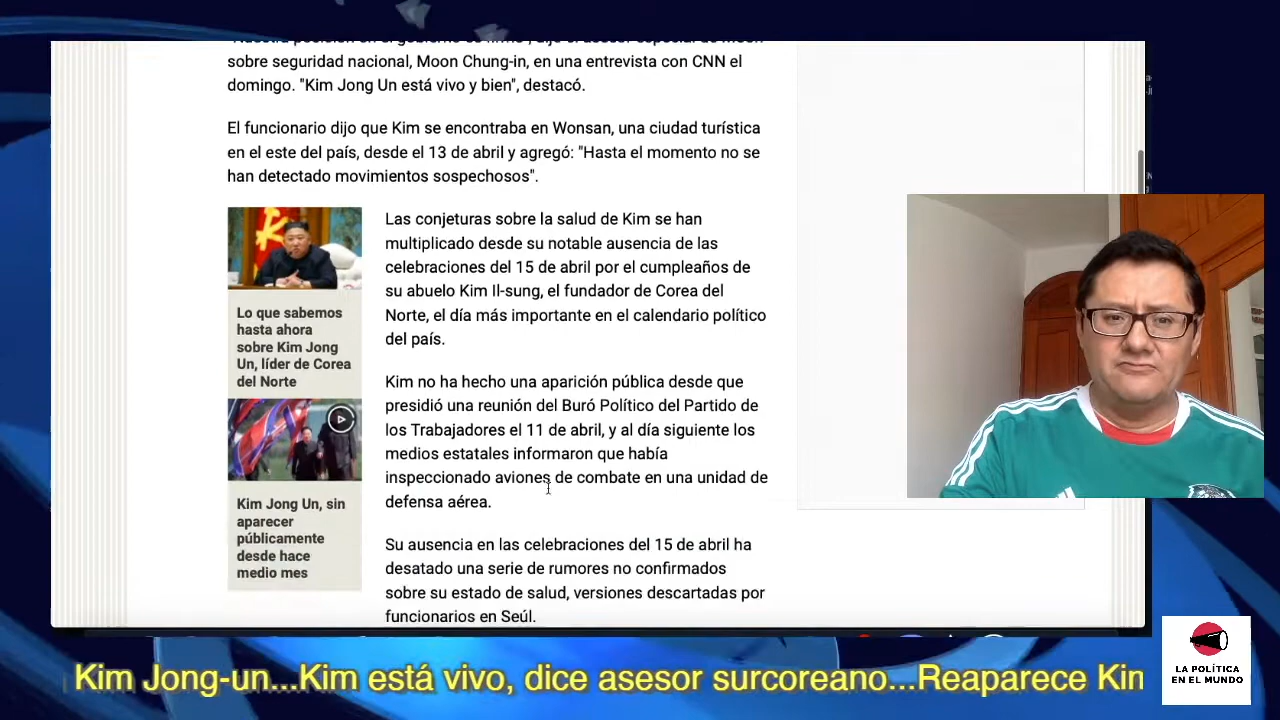 sobre seguridad nacional, Moon Chung-in, en una entrevista con CNN el
domingo. "Kim Jong Un está vivo y bien", destacó.
El funcionario dijo que Kim se encontraba en Wonsan, una ciudad turística
en el este del país, desde el 13 de abril y agregó: "Hasta el momento no se
han detectado movimientos sospechosos".
Lo que sabemos
hasta ahora
sobre Kim Jong
Un, líder de Corea
del Norte
Kim Jong Un, sin
aparecer
públicamente
desde hace
medio mes
Las conjeturas sobre la salud de Kim se han
multiplicado desde su notable ausencia de las
celebraciones del 15 de abril por el cumpleaños de
su abuelo Kim Il-sung, el fundador de Corea del
Norte, el día más importante en el calendario político
del país.
Kim no ha hecho una aparición pública desde que
presidió una reunión del Buró Político del Partido de
los Trabajadores el 11 de abril, y al día siguiente los
medios estatales informaron que había
inspeccionado aviones de combate en una unidad de
defensa aérea.
Su ausencia en las celebraciones del 15 de abril ha
desatado una serie de rumores no confirmados
sobre su estado de salud, versiones descartadas por
funcionarios en Seúl.
Kim Jong-un...Kim está vivo, dice asesor surcoreano...Reaparece Kim
LA POLÍTICA
EN EL MUNDO